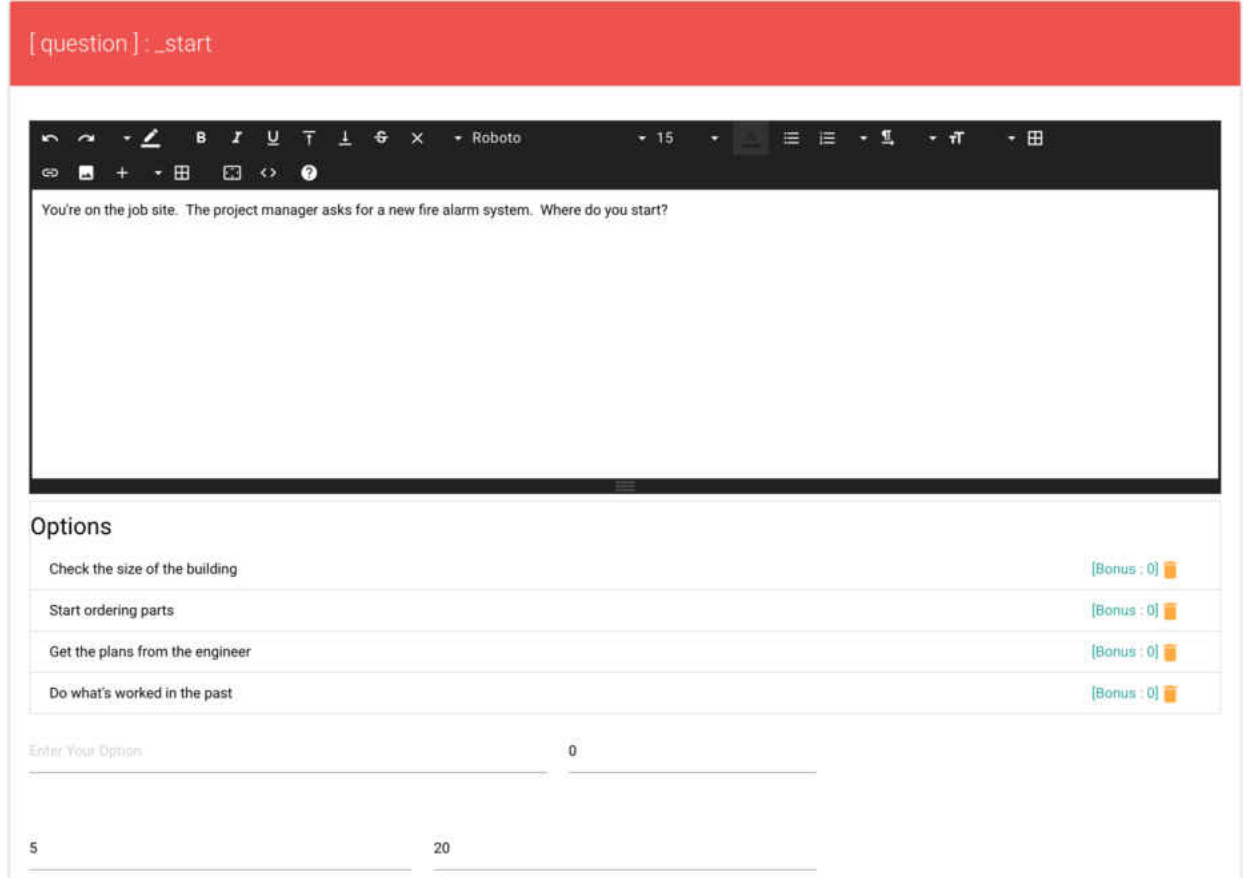 [ question ] : _start
Roboto 15
You're on the job site. The project manager asks for a new fire alarm system. Where do you start?
Options
Check the size of the building [Bonus : 0]
Start ordering parts [Bonus : 0]
Get the plans from the engineer [Bonus : 0]
Do what's worked in the past [Bonus : 0]
Enter Your Option 0
5 20